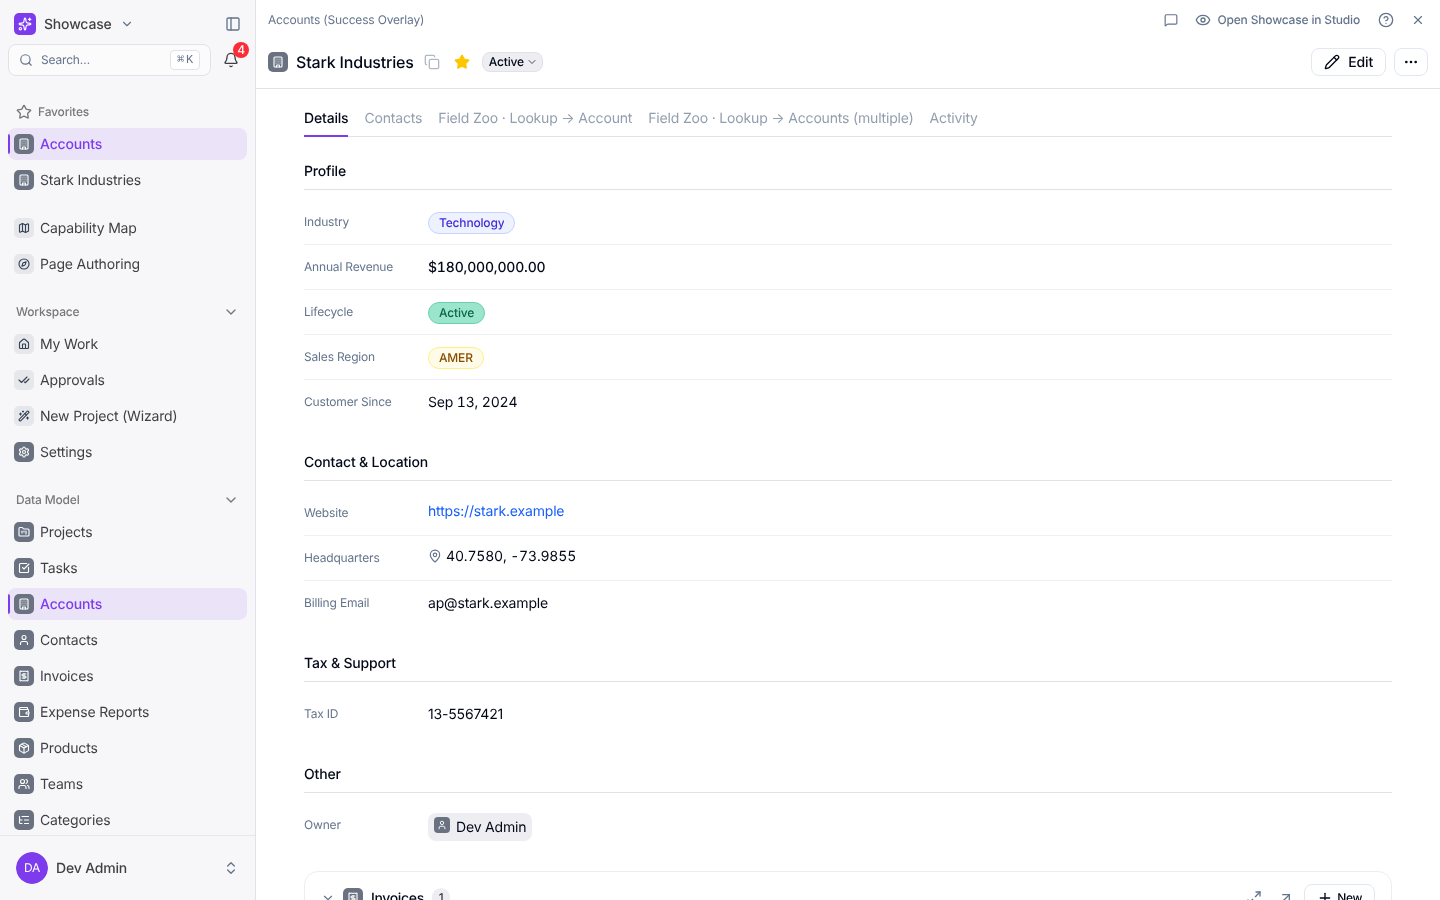 Showcase
Search...
⌘K
4
Favorites
Accounts
Stark Industries
Capability Map
Page Authoring
Workspace
My Work
Approvals
New Project (Wizard)
Settings
Data Model
Projects
Tasks
Accounts
Contacts
Invoices
Expense Reports
Products
Teams
Categories
DA
Dev Admin
Accounts (Success Overlay)
Open Showcase in Studio
Stark Industries
Active
Edit
Details
Contacts
Field Zoo · Lookup → Account
Field Zoo · Lookup → Accounts (multiple)
Activity
Profile
Industry
Technology
Annual Revenue
$180,000,000.00
Lifecycle
Active
Sales Region
AMER
Customer Since
Sep 13, 2024
Contact & Location
Website
https://stark.example
Headquarters
40.7580, -73.9855
Billing Email
ap@stark.example
Tax & Support
Tax ID
13-5567421
Other
Owner
Dev Admin
Invoices
1
New